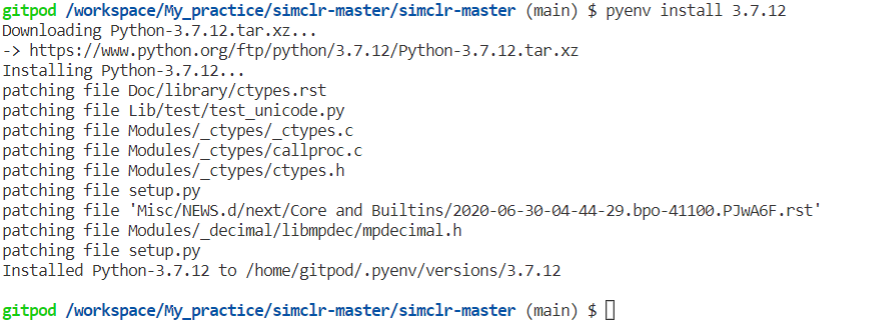 gitpod /workspace/My_practice/simclr-master/simclr-master (main) $ pyenv install 3.7.12
Downloading Python-3.7.12.tar.xz...
-> https://www.python.org/ftp/python/3.7.12/Python-3.7.12.tar.xz
Installing Python-3.7.12...
patching file Doc/library/ctypes.rst
patching file Lib/test/test_unicode.py
patching file Modules/_ctypes/_ctypes.c
patching file Modules/_ctypes/callproc.c
patching file Modules/_ctypes/ctypes.h
patching file setup.py
patching file 'Misc/NEWS.d/next/Core and Builtins/2020-06-30-04-44-29.bpo-41100.PJwA6F.rst'
patching file Modules/_decimal/libmpdec/mpdecimal.h
patching file setup.py
Installed Python-3.7.12 to /home/gitpod/.pyenv/versions/3.7.12
gitpod /workspace/My_practice/simclr-master/simclr-master (main) $